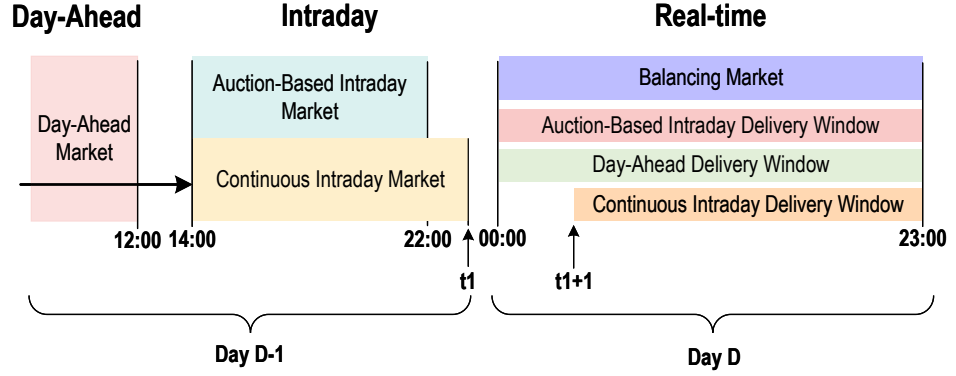 Day-Ahead
Intraday
Real-time
Day-Ahead
Market
Auction-Based Intraday
Market
Continuous Intraday Market
Balancing Market
Auction-Based Intraday Delivery Window
Day-Ahead Delivery Window
Continuous Intraday Delivery Window
12:00
14:00
22:00
00:00
23:00
t1
t1+1
Day D-1
Day D